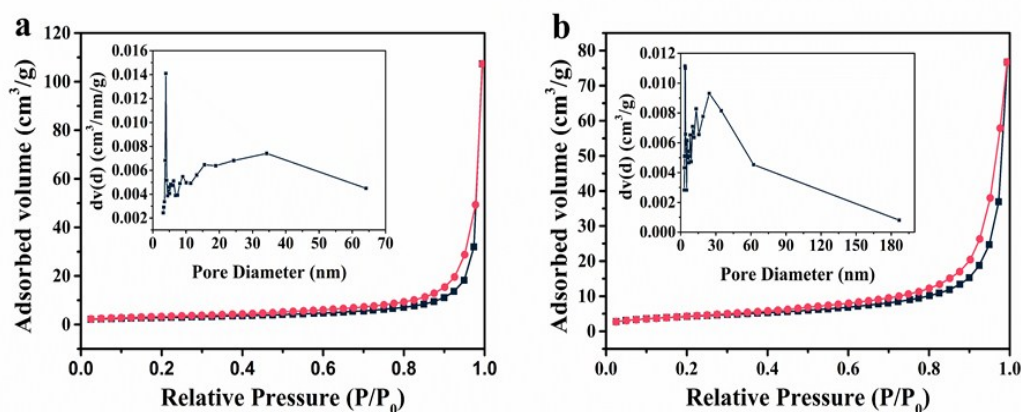 a
Adsorbed volume (cm³/g)
120
100
80
60
40
20
0
0.0 0.2 0.4 0.6 0.8 1.0
Relative Pressure (P/P₀)
dv(d) (cm³/nm/g)
0.016
0.014
0.012
0.010
0.008
0.006
0.004
0.002
0 10 20 30 40 50 60 70
Pore Diameter (nm)
b
Adsorbed volume (cm³/g)
80
70
60
50
40
30
20
10
0
0.0 0.2 0.4 0.6 0.8 1.0
Relative Pressure (P/P₀)
dv(d) (cm³/g)
0.012
0.010
0.008
0.006
0.004
0.002
0.000
0 30 60 90 120 150 180
Pore Diameter (nm)